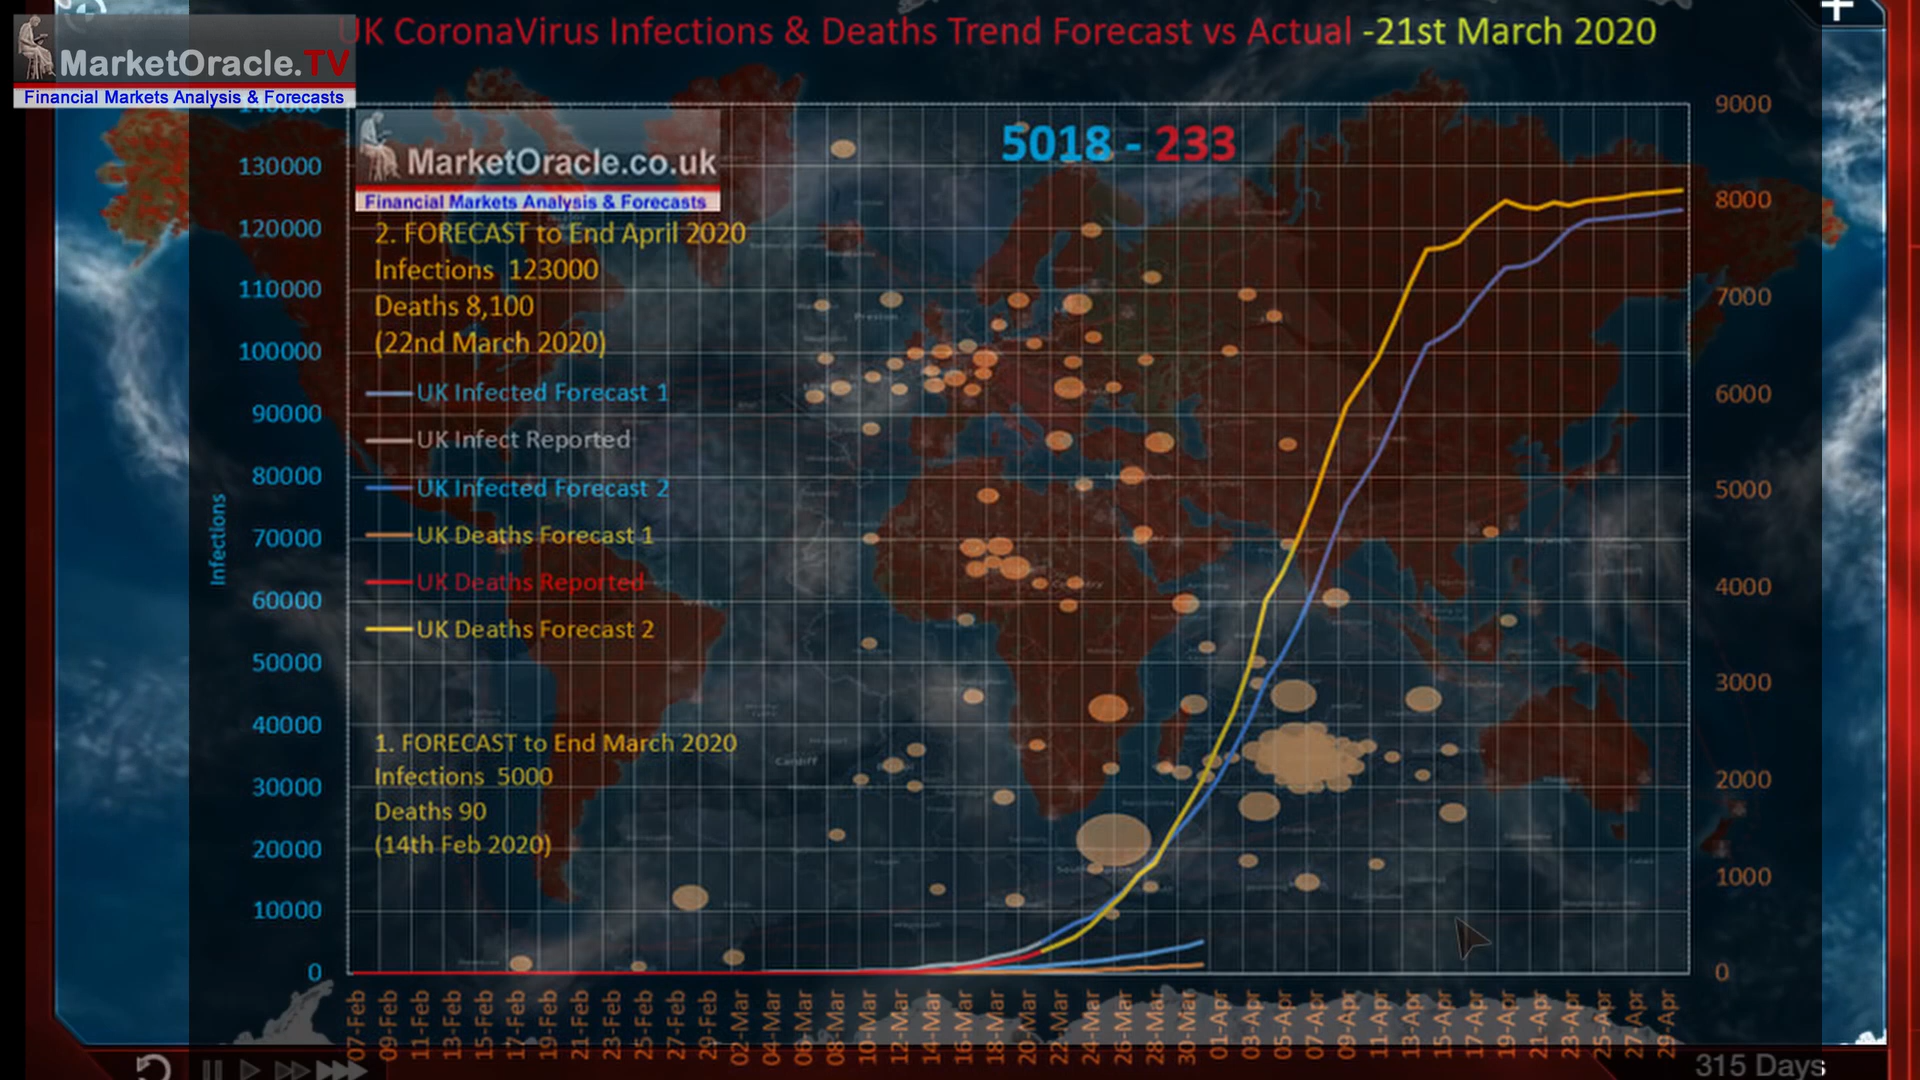 UK CoronaVirus Infections & Deaths Trend Forecast vs Actual -21st March 2020
MarketOracle.TV
Financial Markets Analysis & Forecasts
MarketOracle.co.uk
Financial Markets Analysis & Forecasts
5018 - 233
2. FORECAST to End April 2020
Infections 123000
Deaths 8,100
(22nd March 2020)
UK Infected Forecast 1
UK Infect Reported
UK Infected Forecast 2
UK Deaths Forecast 1
UK Deaths Reported
UK Deaths Forecast 2
1. FORECAST to End March 2020
Infections 5000
Deaths 90
(14th Feb 2020)
Infections
130000
120000
110000
100000
90000
80000
70000
60000
50000
40000
30000
20000
10000
0
9000
8000
7000
6000
5000
4000
3000
2000
1000
0
07-Feb
09-Feb
11-Feb
13-Feb
15-Feb
17-Feb
19-Feb
21-Feb
23-Feb
25-Feb
27-Feb
29-Feb
02-Mar
04-Mar
06-Mar
08-Mar
10-Mar
12-Mar
14-Mar
16-Mar
18-Mar
20-Mar
22-Mar
24-Mar
26-Mar
28-Mar
30-Mar
01-Apr
03-Apr
05-Apr
07-Apr
09-Apr
11-Apr
13-Apr
15-Apr
17-Apr
19-Apr
21-Apr
23-Apr
25-Apr
27-Apr
29-Apr
Cardiff
315 Days